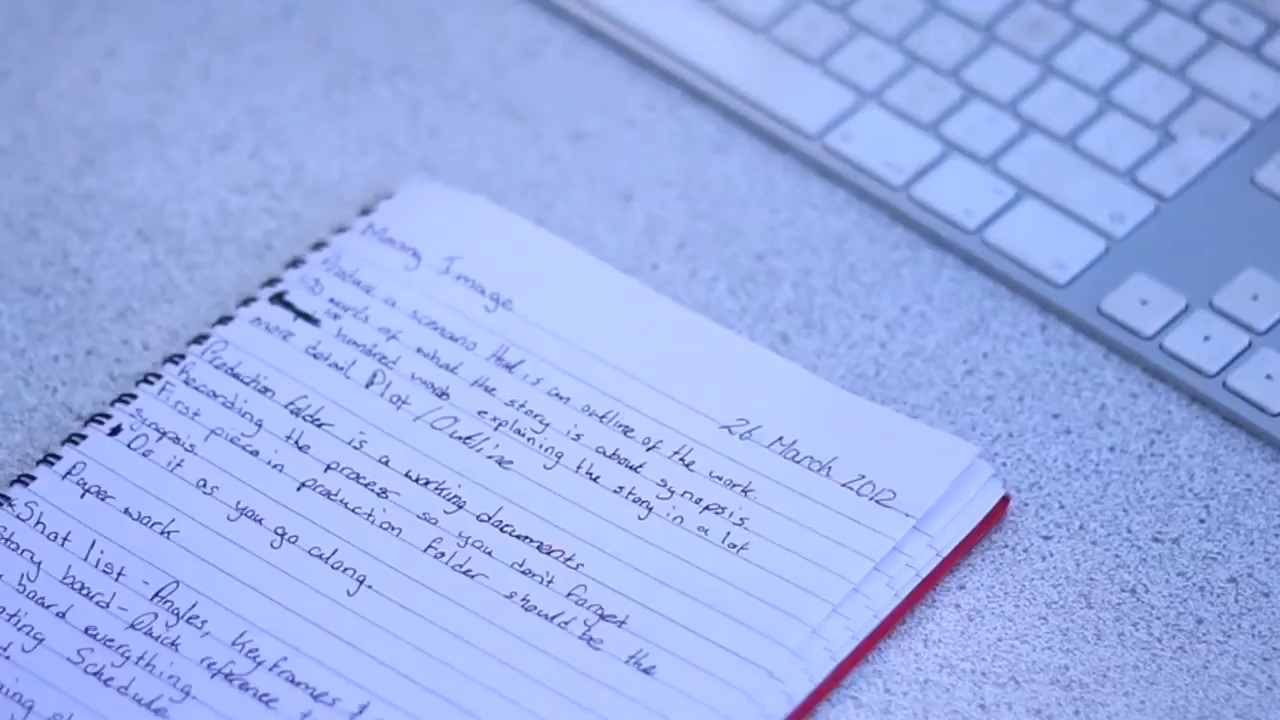 Moving Image
26 March 2012
Produce a scenario that is an outline of the work.
words of what the story is about synopsis
hundred words explaining the story in a lot
more detail Plot / Outline
Production folder is a working documents
Recording the process so you don't forget
First piece in production folder should be the
synopsis.
Do it as you go along.
Paper work
Shot list - Angles, Keyframes &
Story board - Quick reference
board everything
Schedule